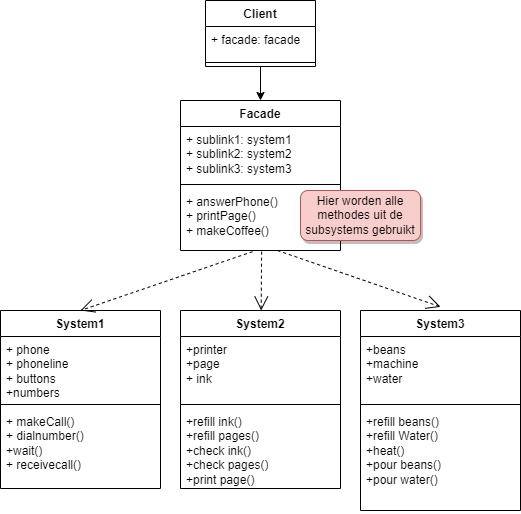 Client
+ facade: facade
Facade
+ sublink1: system1
+ sublink2: system2
+ sublink3: system3
+ answerPhone()
+ printPage()
+ makeCoffee()
Hier worden alle
methodes uit de
subsystems gebruikt
System1
+ phone
+ phoneline
+ buttons
+numbers
+ makeCall()
+ dialnumber()
+wait()
+ receivecall()
System2
+printer
+page
+ ink
+refill ink()
+refill pages()
+check ink()
+check pages()
+print page()
System3
+beans
+machine
+water
+refill beans()
+refill Water()
+heat()
+pour beans()
+pour water()